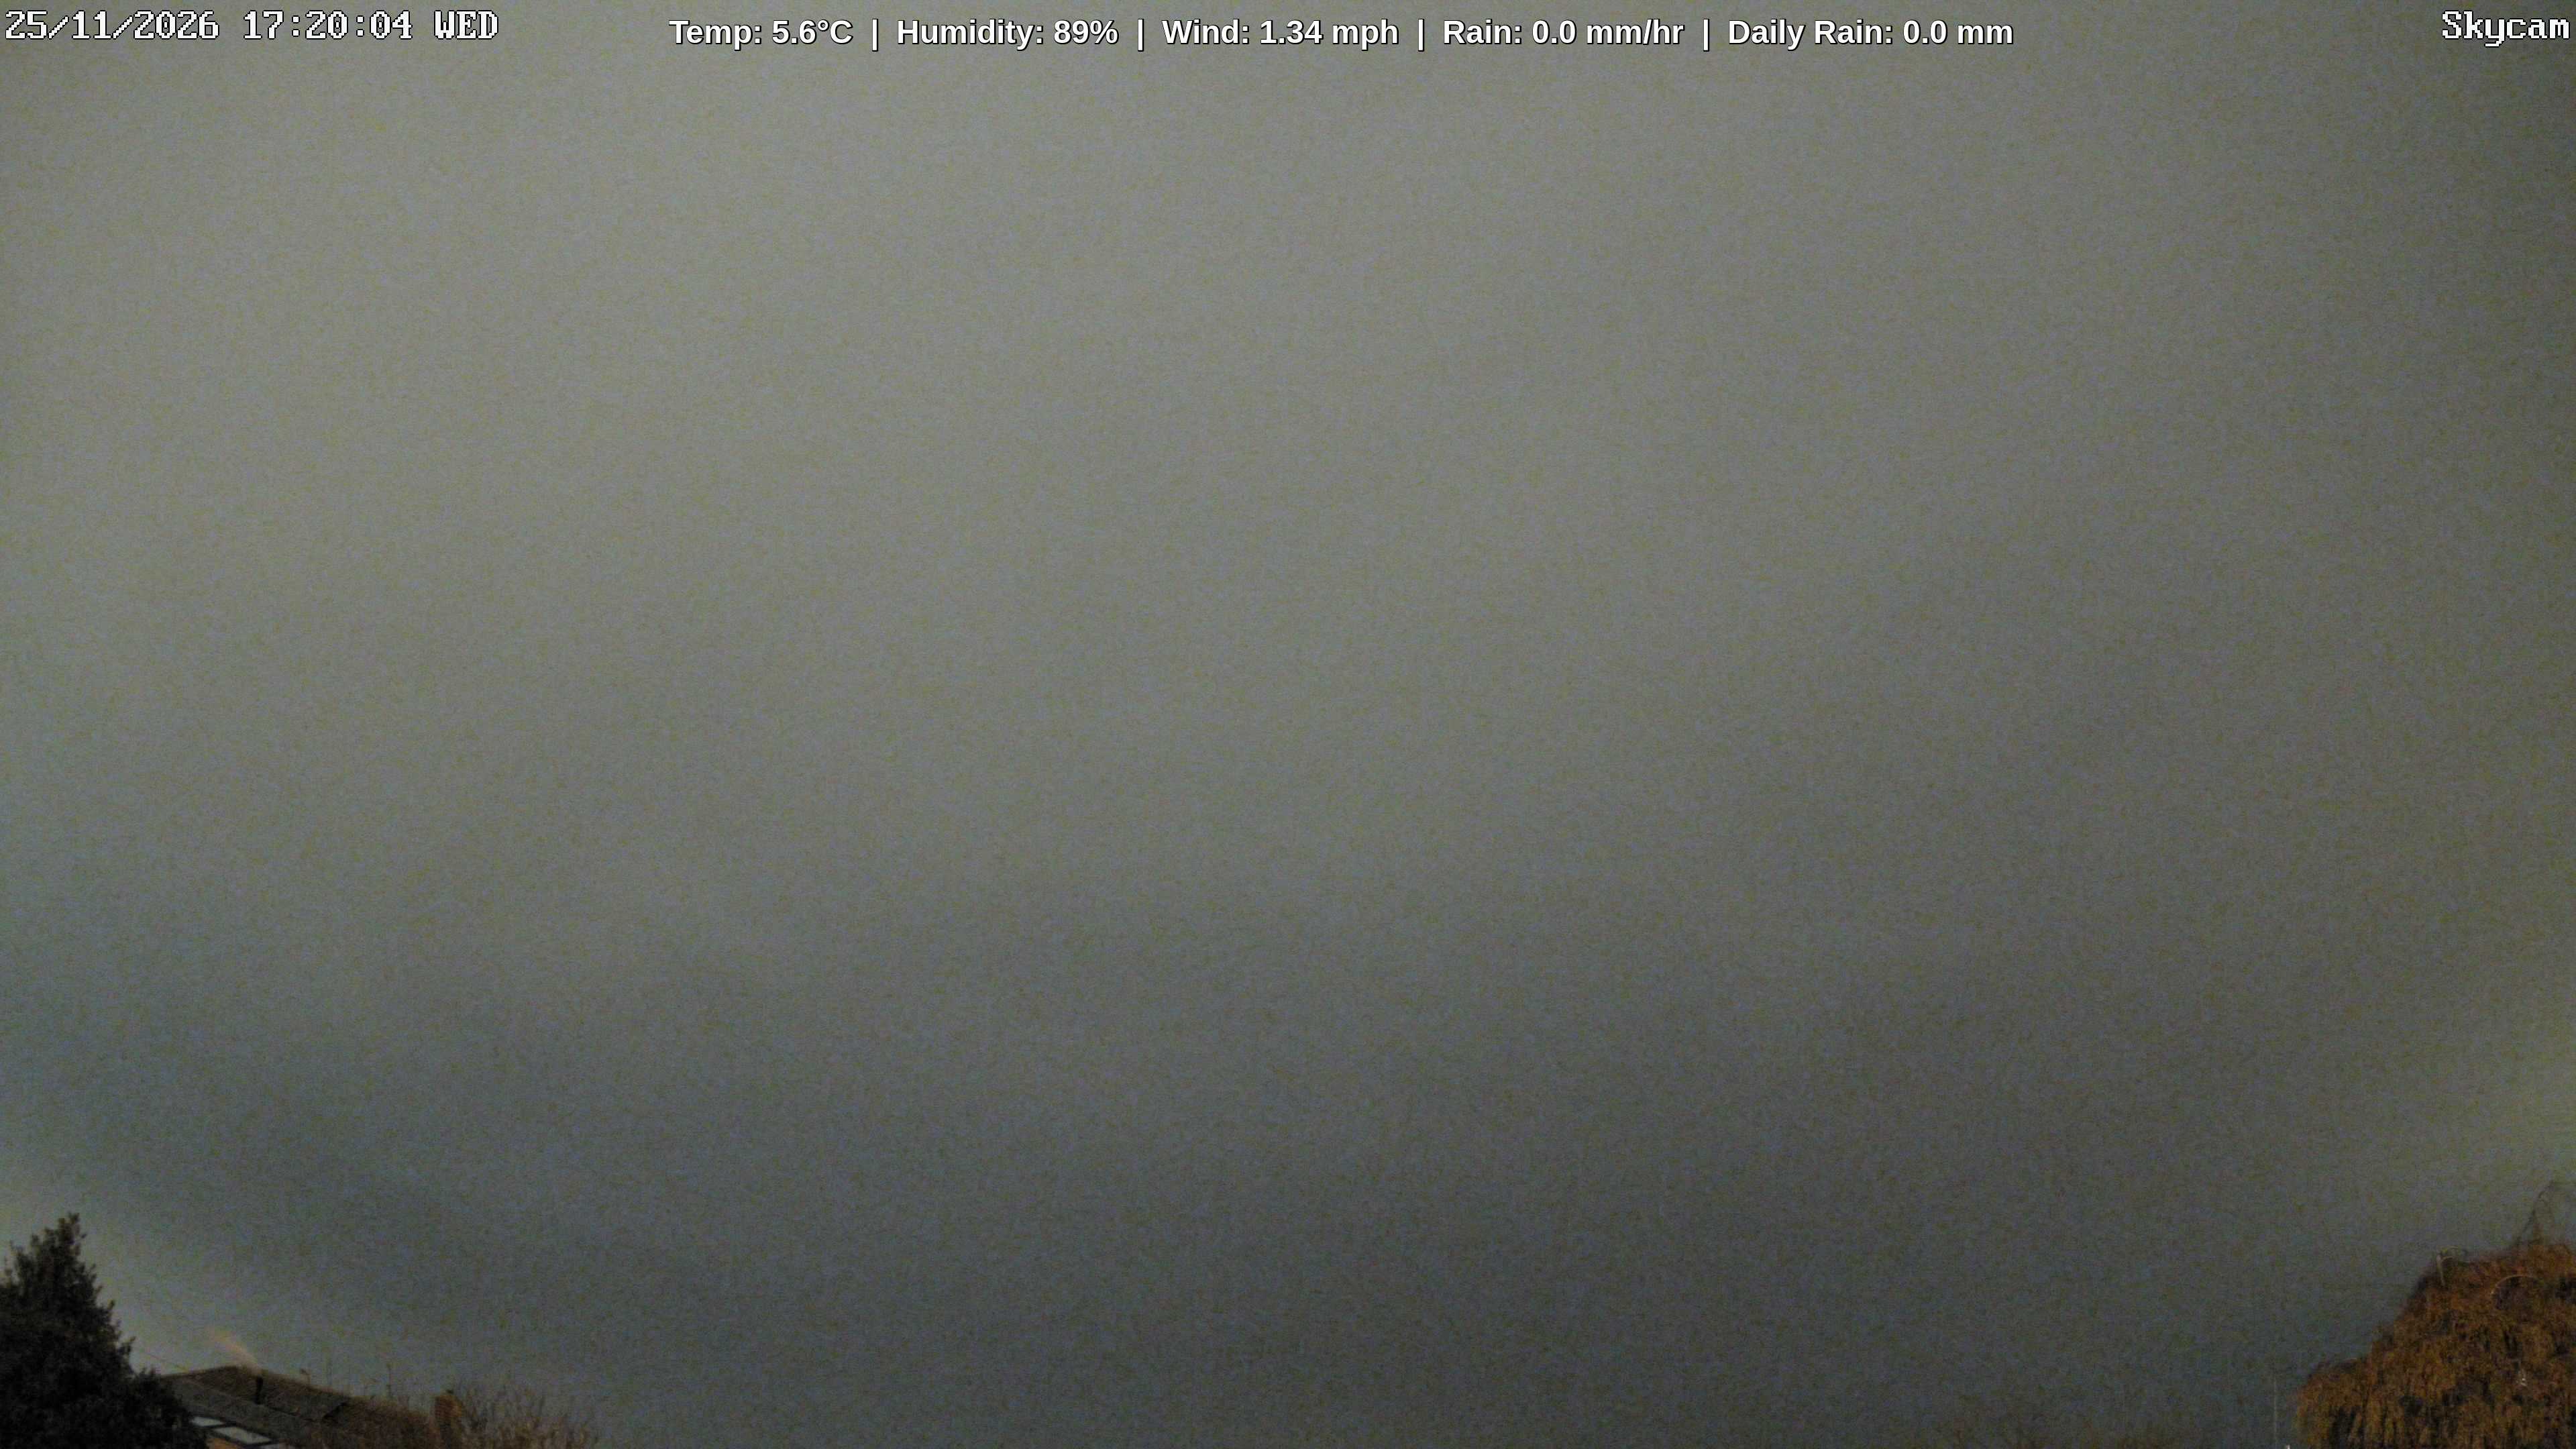 25/11/2026 17:20:04 WED
Temp: 5.6°C | Humidity: 89% | Wind: 1.34 mph | Rain: 0.0 mm/hr | Daily Rain: 0.0 mm
Skycam